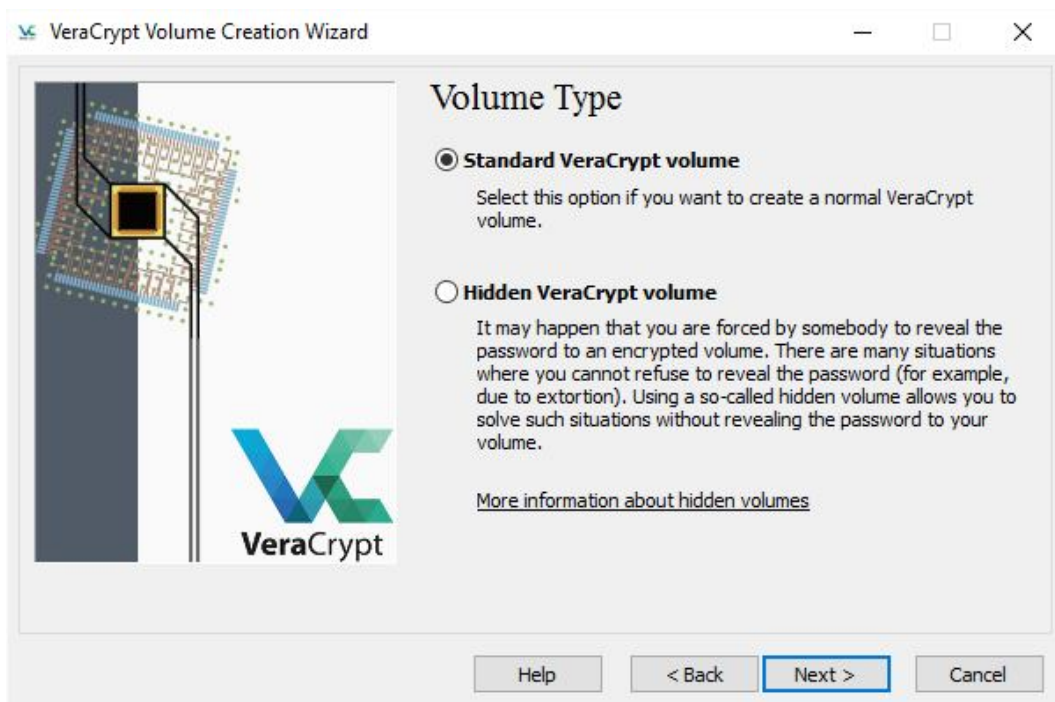 VeraCrypt Volume Creation Wizard
Volume Type
Standard VeraCrypt volume
Select this option if you want to create a normal VeraCrypt
volume.
Hidden VeraCrypt volume
It may happen that you are forced by somebody to reveal the
password to an encrypted volume. There are many situations
where you cannot refuse to reveal the password (for example,
due to extortion). Using a so-called hidden volume allows you to
solve such situations without revealing the password to your
volume.
More information about hidden volumes
VeraCrypt
Help
< Back
Next >
Cancel